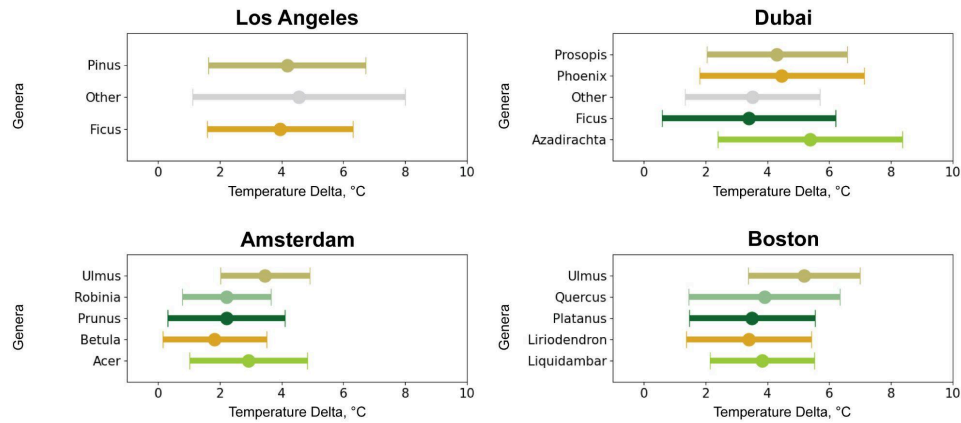 Los Angeles
Genera
Pinus
Other
Ficus
0 2 4 6 8 10
Temperature Delta, °C
Dubai
Genera
Prosopis
Phoenix
Other
Ficus
Azadirachta
0 2 4 6 8 10
Temperature Delta, °C
Amsterdam
Genera
Ulmus
Robinia
Prunus
Betula
Acer
0 2 4 6 8 10
Temperature Delta, °C
Boston
Genera
Ulmus
Quercus
Platanus
Liriodendron
Liquidambar
0 2 4 6 8 10
Temperature Delta, °C